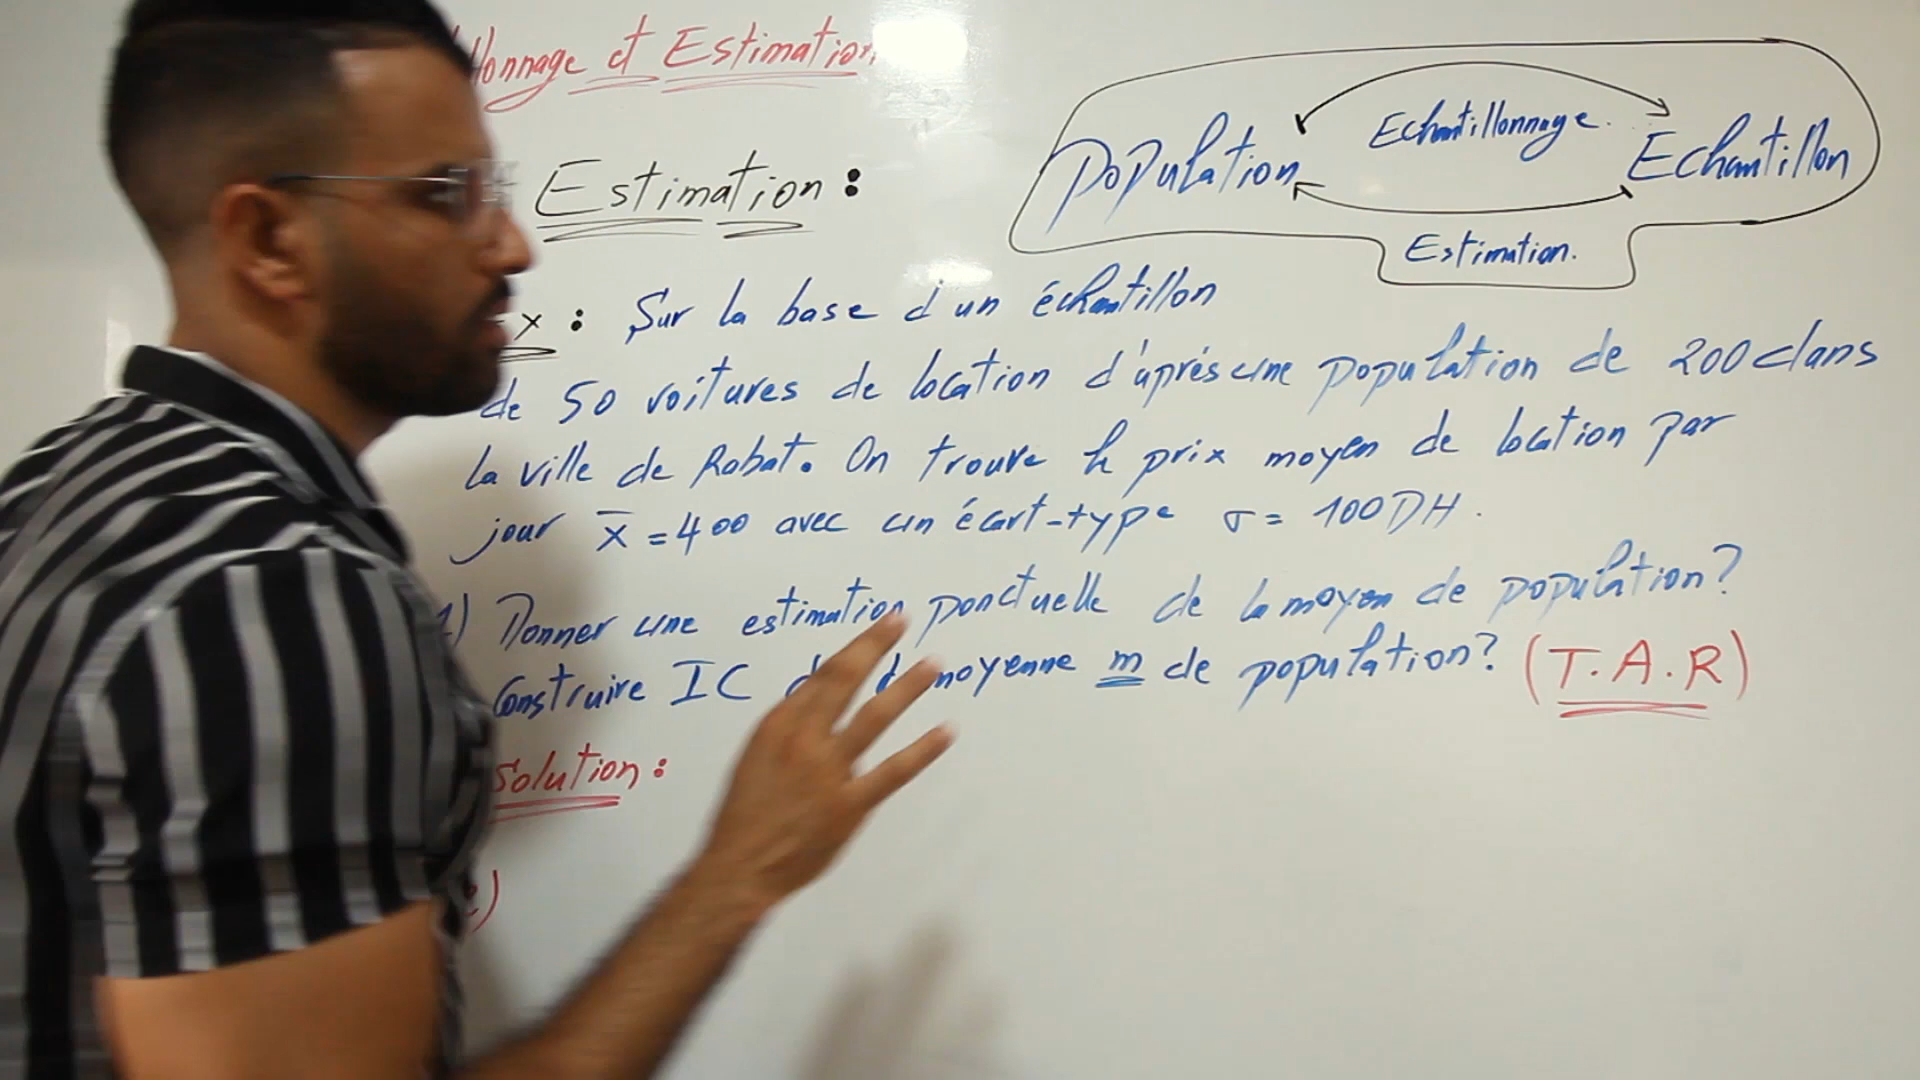 llonnage et Estimation
Population
Echantillonnage.
Echantillon
Estimation.
Estimation :
x : Sur la base d'un échantillon
de 50 voitures de location d'aprés une population de 200 dans
la ville de Rabat. On trouve le prix moyen de location par
jour x̄ = 400 avec un écart-type σ = 100DH.
1) Donner une estimation ponctuelle de la moyen de population?
Construire IC moyenne m de population? (T.A.R)
Solution :